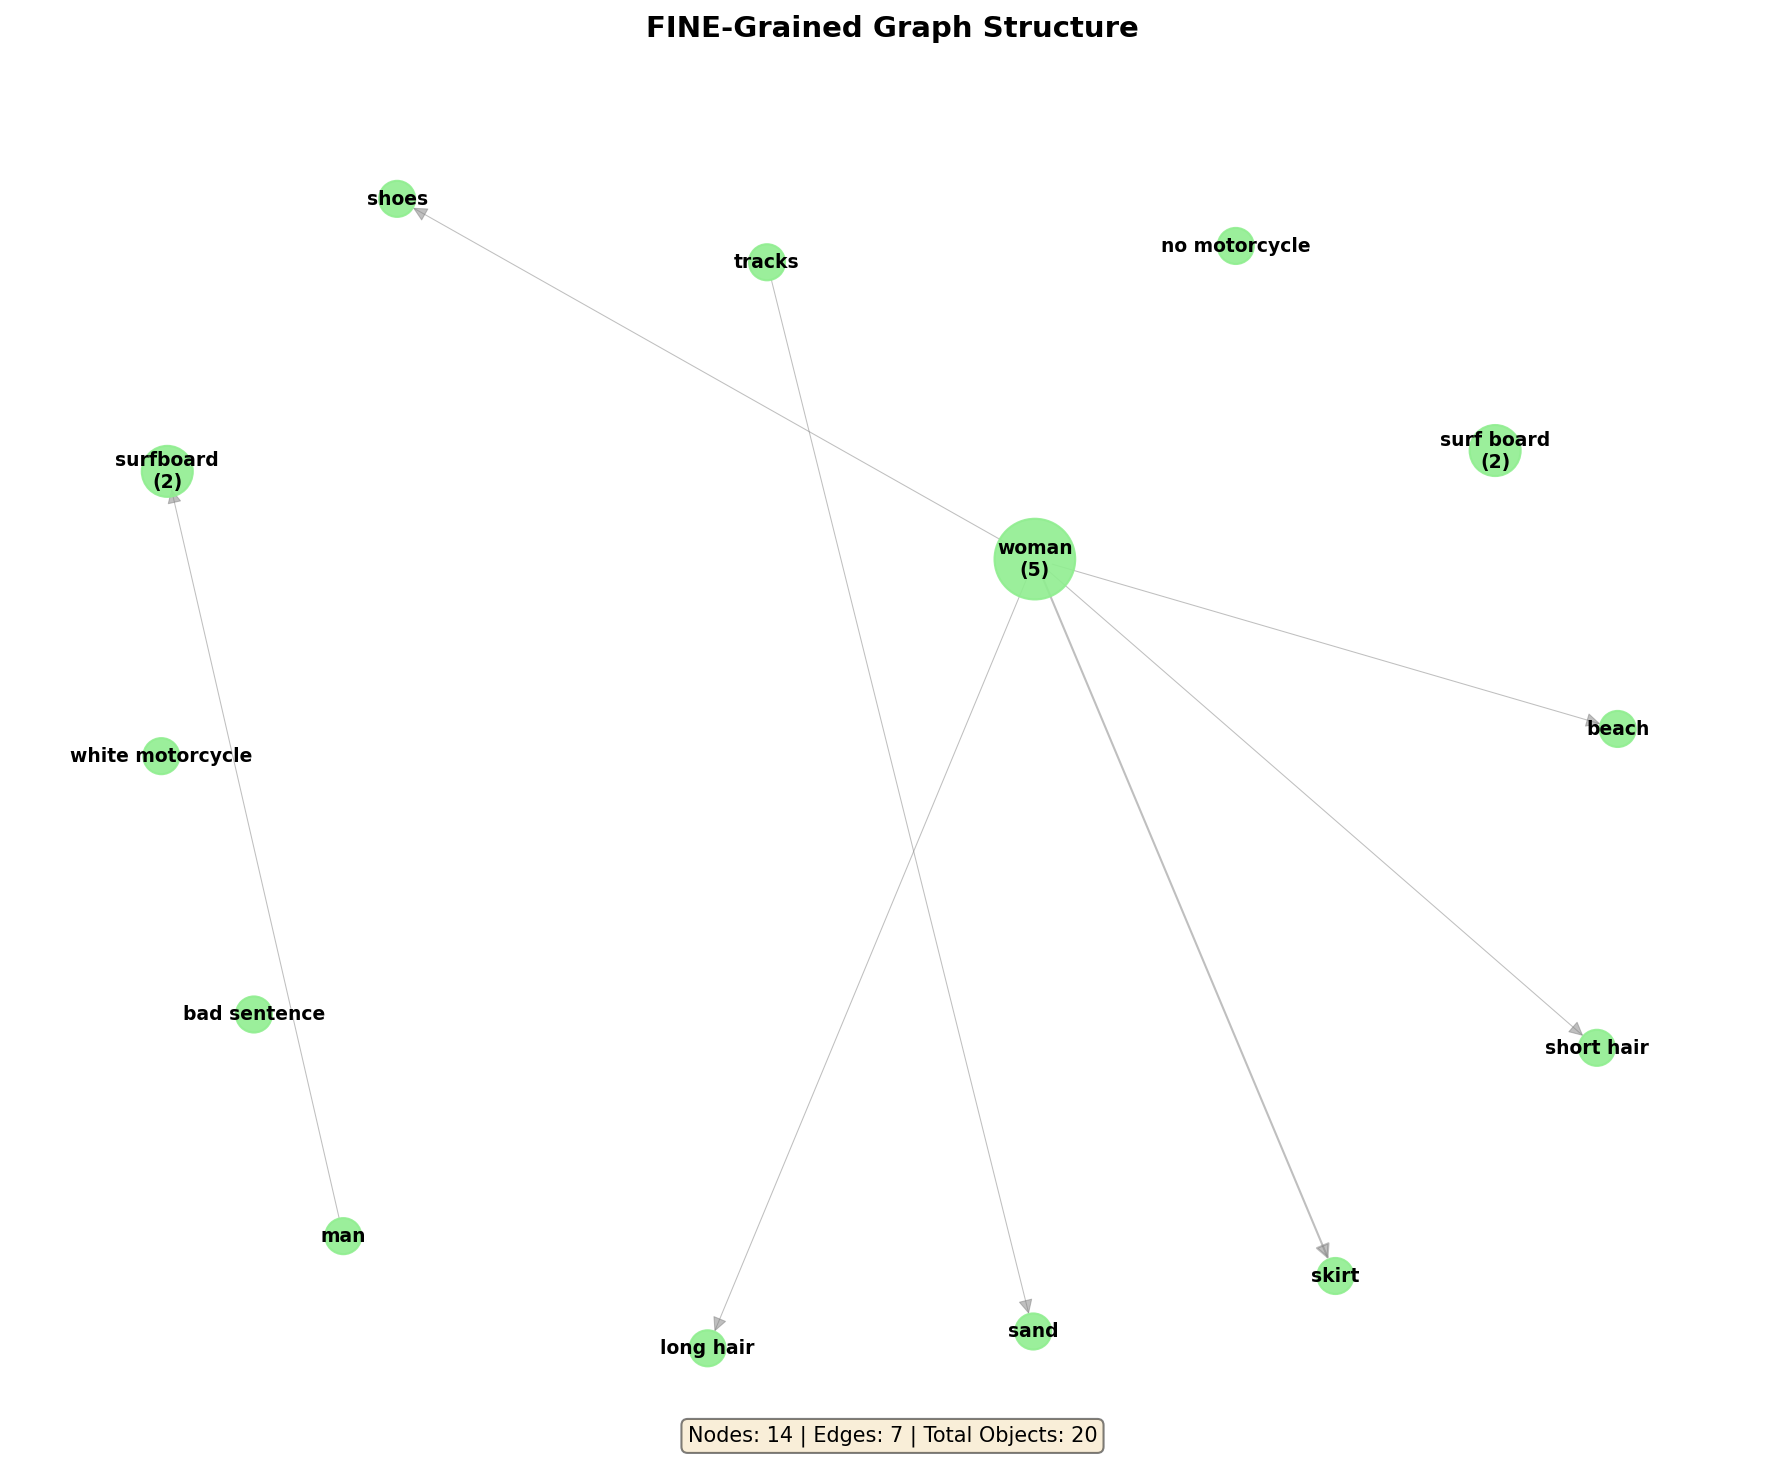 FINE-Grained Graph Structure
shoes
no motorcycle
tracks
surf board
(2)
surfboard
(2)
woman
(5)
beach
white motorcycle
bad sentence
short hair
man
skirt
sand
long hair
Nodes: 14 | Edges: 7 | Total Objects: 20